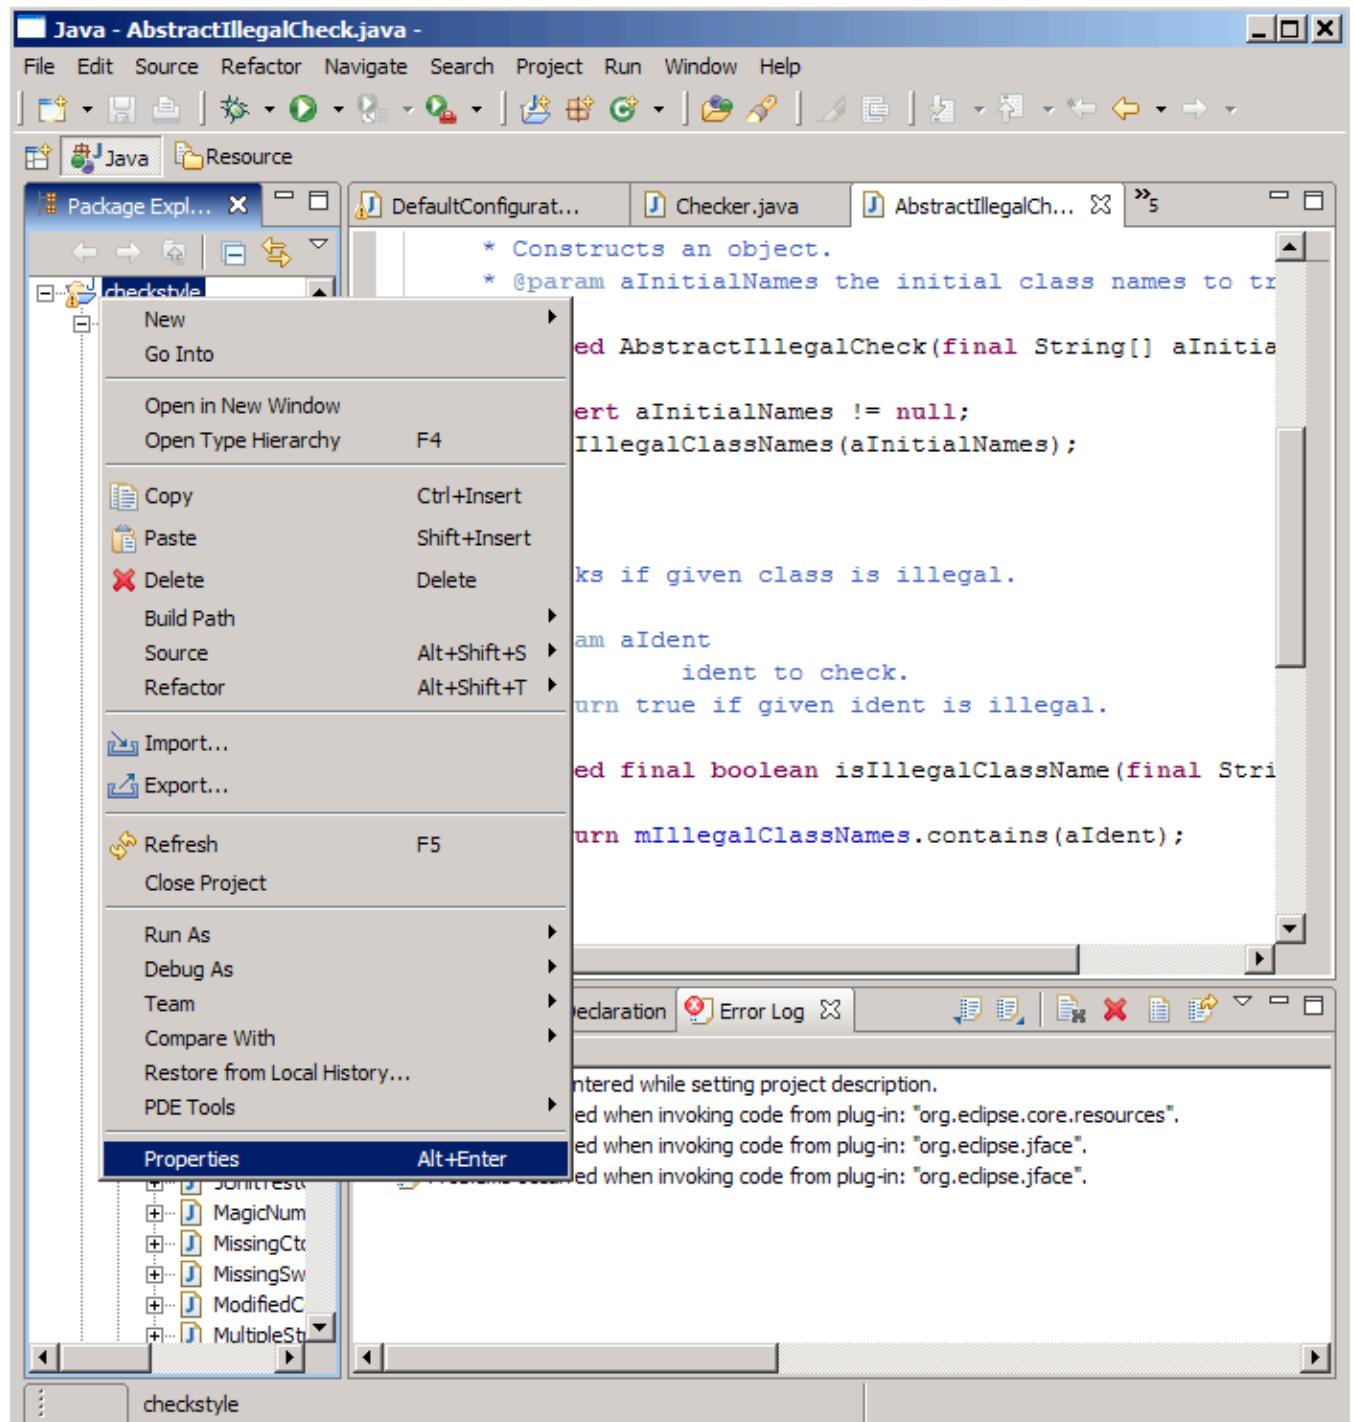 Java - AbstractIllegalCheck.java -
File Edit Source Refactor Navigate Search Project Run Window Help
Java Resource
Package Expl...
DefaultConfigurat... Checker.java AbstractIllegalCh... »5
checkstyle
* Constructs an object.
* @param aInitialNames the initial class names to tr
ed AbstractIllegalCheck(final String[] aInitia
ert aInitialNames != null;
IllegalClassNames(aInitialNames);
ks if given class is illegal.
am aIdent
ident to check.
urn true if given ident is illegal.
ed final boolean isIllegalClassName(final Stri
urn mIllegalClassNames.contains(aIdent);
New
Go Into
Open in New Window
Open Type Hierarchy F4
Copy Ctrl+Insert
Paste Shift+Insert
Delete Delete
Build Path
Source Alt+Shift+S
Refactor Alt+Shift+T
Import...
Export...
Refresh F5
Close Project
Run As
Debug As
Team
Compare With
Restore from Local History...
PDE Tools
Properties Alt+Enter
MagicNum
MissingCto
MissingSw
ModifiedC
MultipleSt
Declaration Error Log
ntered while setting project description.
ed when invoking code from plug-in: "org.eclipse.core.resources".
ed when invoking code from plug-in: "org.eclipse.jface".
ed when invoking code from plug-in: "org.eclipse.jface".
checkstyle